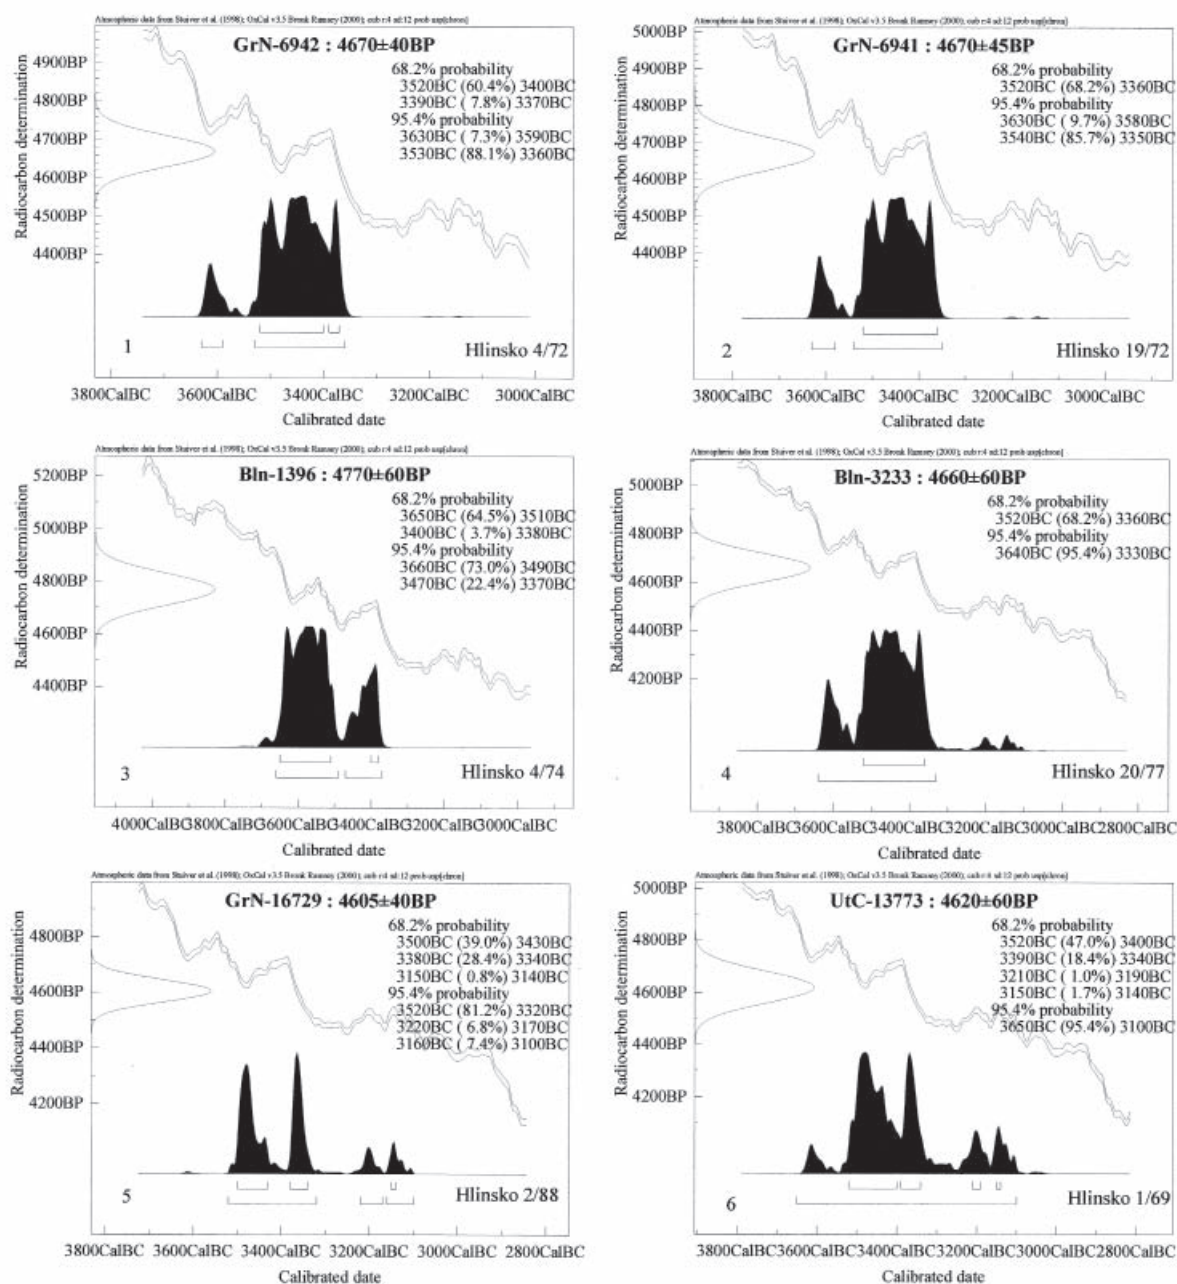 Atmospheric data from Stuiver et al. (1998); OxCal v3.5 Bronk Ramsey (2000); cub r:4 sd:12 prob usp[chron]
GrN-6942 : 4670±40BP
68.2% probability
3520BC (60.4%) 3400BC
3390BC ( 7.8%) 3370BC
95.4% probability
3630BC ( 7.3%) 3590BC
3530BC (88.1%) 3360BC
Radiocarbon determination
4900BP
4800BP
4700BP
4600BP
4500BP
4400BP
1
Hlinsko 4/72
3800CalBC 3600CalBC 3400CalBC 3200CalBC 3000CalBC
Calibrated date
Atmospheric data from Stuiver et al. (1998); OxCal v3.5 Bronk Ramsey (2000); cub r:4 sd:12 prob usp[chron]
GrN-6941 : 4670±45BP
68.2% probability
3520BC (68.2%) 3360BC
95.4% probability
3630BC ( 9.7%) 3580BC
3540BC (85.7%) 3350BC
Radiocarbon determination
5000BP
4900BP
4800BP
4700BP
4600BP
4500BP
4400BP
2
Hlinsko 19/72
3800CalBC 3600CalBC 3400CalBC 3200CalBC 3000CalBC
Calibrated date
Atmospheric data from Stuiver et al. (1998); OxCal v3.5 Bronk Ramsey (2000); cub r:4 sd:12 prob usp[chron]
Bln-1396 : 4770±60BP
68.2% probability
3650BC (64.5%) 3510BC
3400BC ( 3.7%) 3380BC
95.4% probability
3660BC (73.0%) 3490BC
3470BC (22.4%) 3370BC
Radiocarbon determination
5200BP
5000BP
4800BP
4600BP
4400BP
3
Hlinsko 4/74
4000CalBC 3800CalBC 3600CalBC 3400CalBC 3200CalBC 3000CalBC
Calibrated date
Atmospheric data from Stuiver et al. (1998); OxCal v3.5 Bronk Ramsey (2000); cub r:4 sd:12 prob usp[chron]
Bln-3233 : 4660±60BP
68.2% probability
3520BC (68.2%) 3360BC
95.4% probability
3640BC (95.4%) 3330BC
Radiocarbon determination
5000BP
4800BP
4600BP
4400BP
4200BP
4
Hlinsko 20/77
3800CalBC 3600CalBC 3400CalBC 3200CalBC 3000CalBC 2800CalBC
Calibrated date
Atmospheric data from Stuiver et al. (1998); OxCal v3.5 Bronk Ramsey (2000); cub r:4 sd:12 prob usp[chron]
GrN-16729 : 4605±40BP
68.2% probability
3500BC (39.0%) 3430BC
3380BC (28.4%) 3340BC
3150BC ( 0.8%) 3140BC
95.4% probability
3520BC (81.2%) 3320BC
3220BC ( 6.8%) 3170BC
3160BC ( 7.4%) 3100BC
Radiocarbon determination
4800BP
4600BP
4400BP
4200BP
5
Hlinsko 2/88
3800CalBC 3600CalBC 3400CalBC 3200CalBC 3000CalBC 2800CalBC
Calibrated date
Atmospheric data from Stuiver et al. (1998); OxCal v3.5 Bronk Ramsey (2000); cub r:4 sd:12 prob usp[chron]
UtC-13773 : 4620±60BP
68.2% probability
3520BC (47.0%) 3400BC
3390BC (18.4%) 3340BC
3210BC ( 1.0%) 3190BC
3150BC ( 1.7%) 3140BC
95.4% probability
3650BC (95.4%) 3100BC
Radiocarbon determination
5000BP
4800BP
4600BP
4400BP
4200BP
6
Hlinsko 1/69
3800CalBC 3600CalBC 3400CalBC 3200CalBC 3000CalBC 2800CalBC
Calibrated date